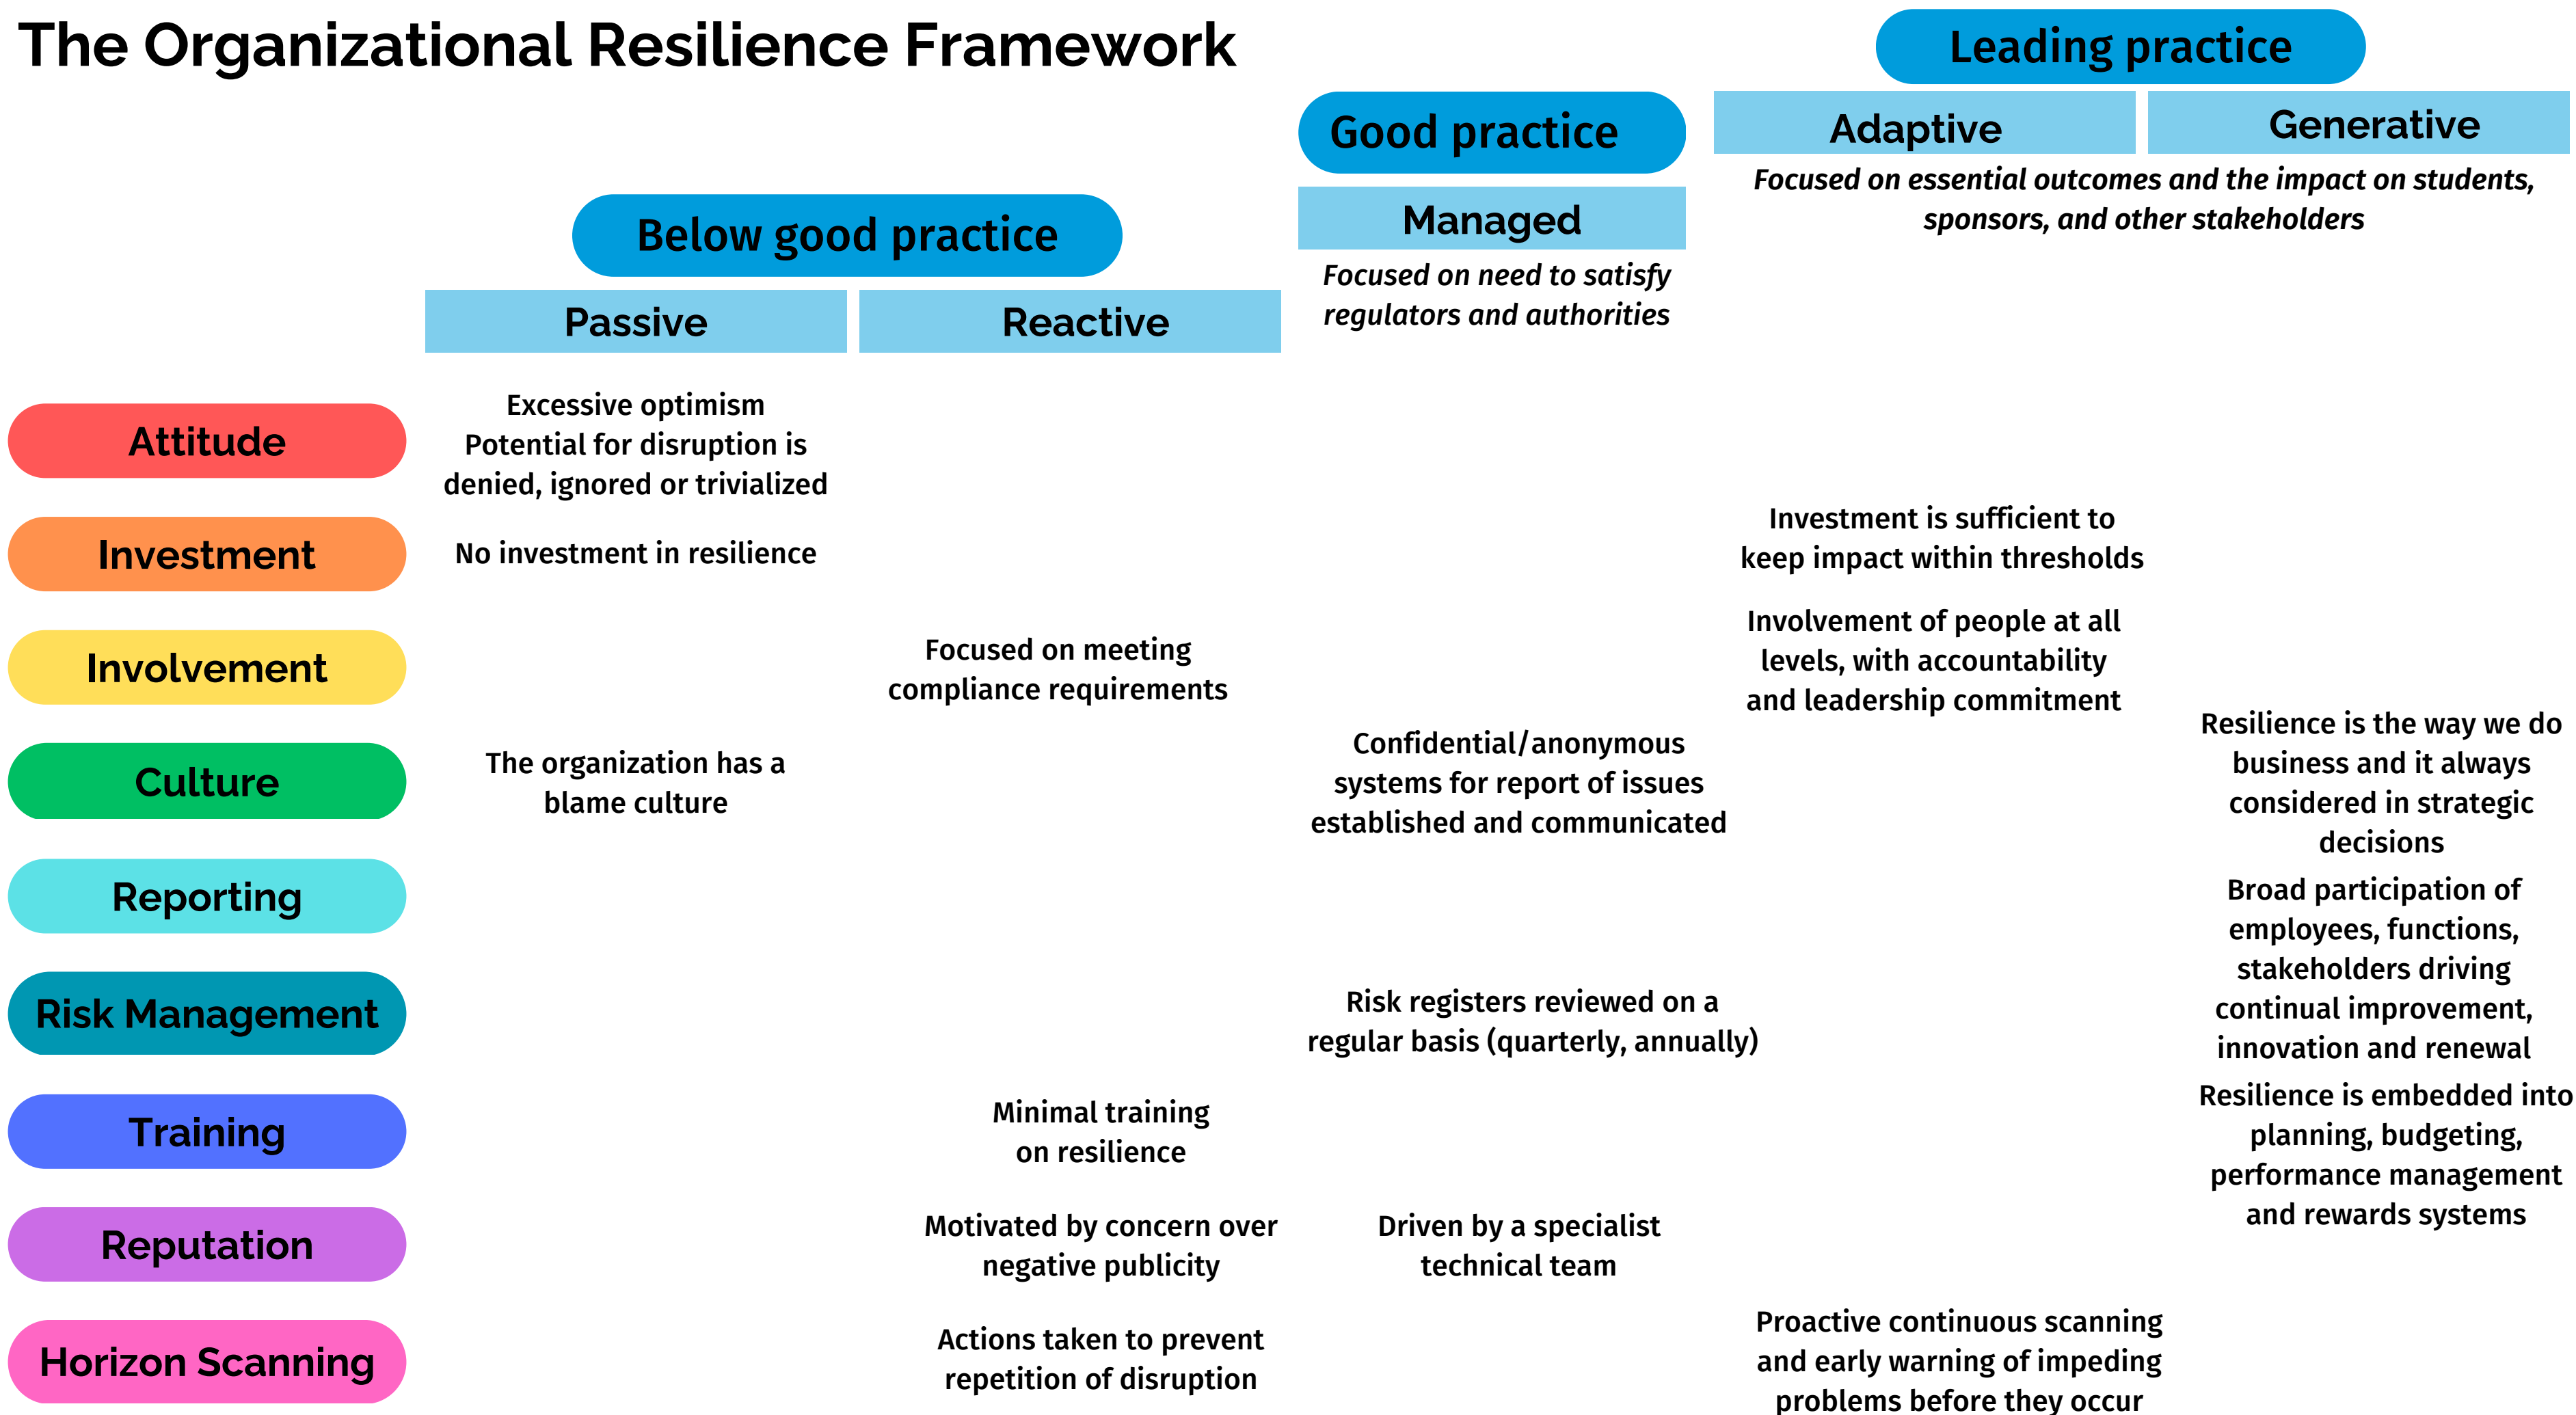 The Organizational Resilience Framework
Leading practice
Good practice
Adaptive
Generative
Focused on essential outcomes and the impact on students,
sponsors, and other stakeholders
Below good practice
Managed
Focused on need to satisfy
regulators and authorities
Passive
Reactive
Attitude
Excessive optimism
Potential for disruption is
denied, ignored or trivialized
Investment
No investment in resilience
Investment is sufficient to
keep impact within thresholds
Involvement
Focused on meeting
compliance requirements
Involvement of people at all
levels, with accountability
and leadership commitment
Culture
The organization has a
blame culture
Confidential/anonymous
systems for report of issues
established and communicated
Resilience is the way we do
business and it always
considered in strategic
decisions
Reporting
Broad participation of
employees, functions,
stakeholders driving
continual improvement,
innovation and renewal
Risk Management
Risk registers reviewed on a
regular basis (quarterly, annually)
Training
Minimal training
on resilience
Resilience is embedded into
planning, budgeting,
performance management
and rewards systems
Reputation
Motivated by concern over
negative publicity
Driven by a specialist
technical team
Horizon Scanning
Actions taken to prevent
repetition of disruption
Proactive continuous scanning
and early warning of impeding
problems before they occur